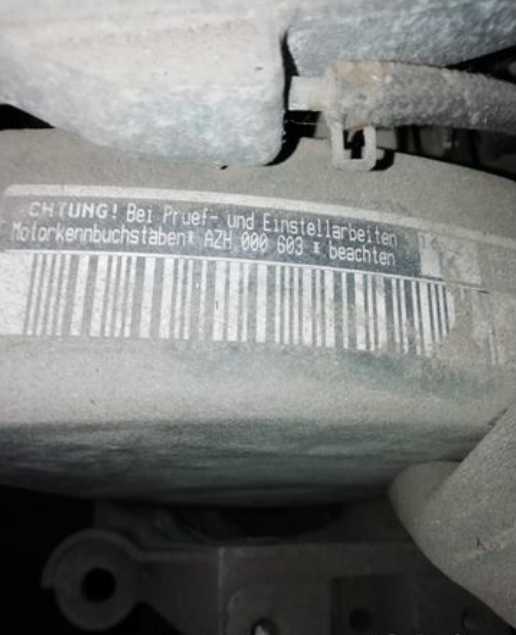 CHTUNG! Bei Pruef- und Einstellarbeiten
Motorkennbuchstaben* AZH 000 603 * beachten